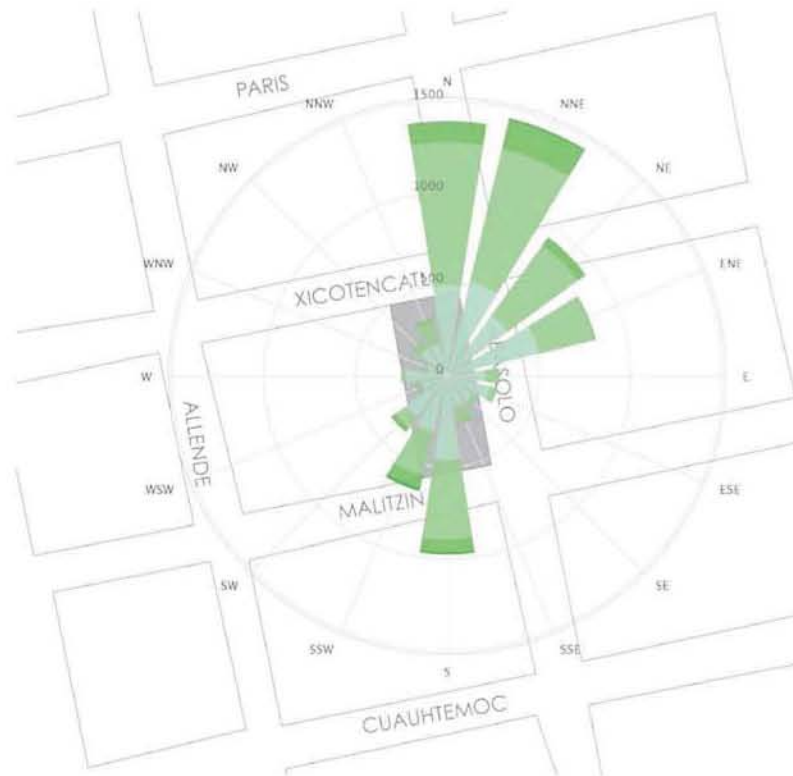 PARIS
N
1500
NNW
NNE
NW
NE
1000
WNW
ENE
XICOTENCATL
500
0
W
E
SOLO
ALLENDE
WSW
ESE
MALITZIN
SW
SE
SSW
SSE
S
CUAUHTEMOC